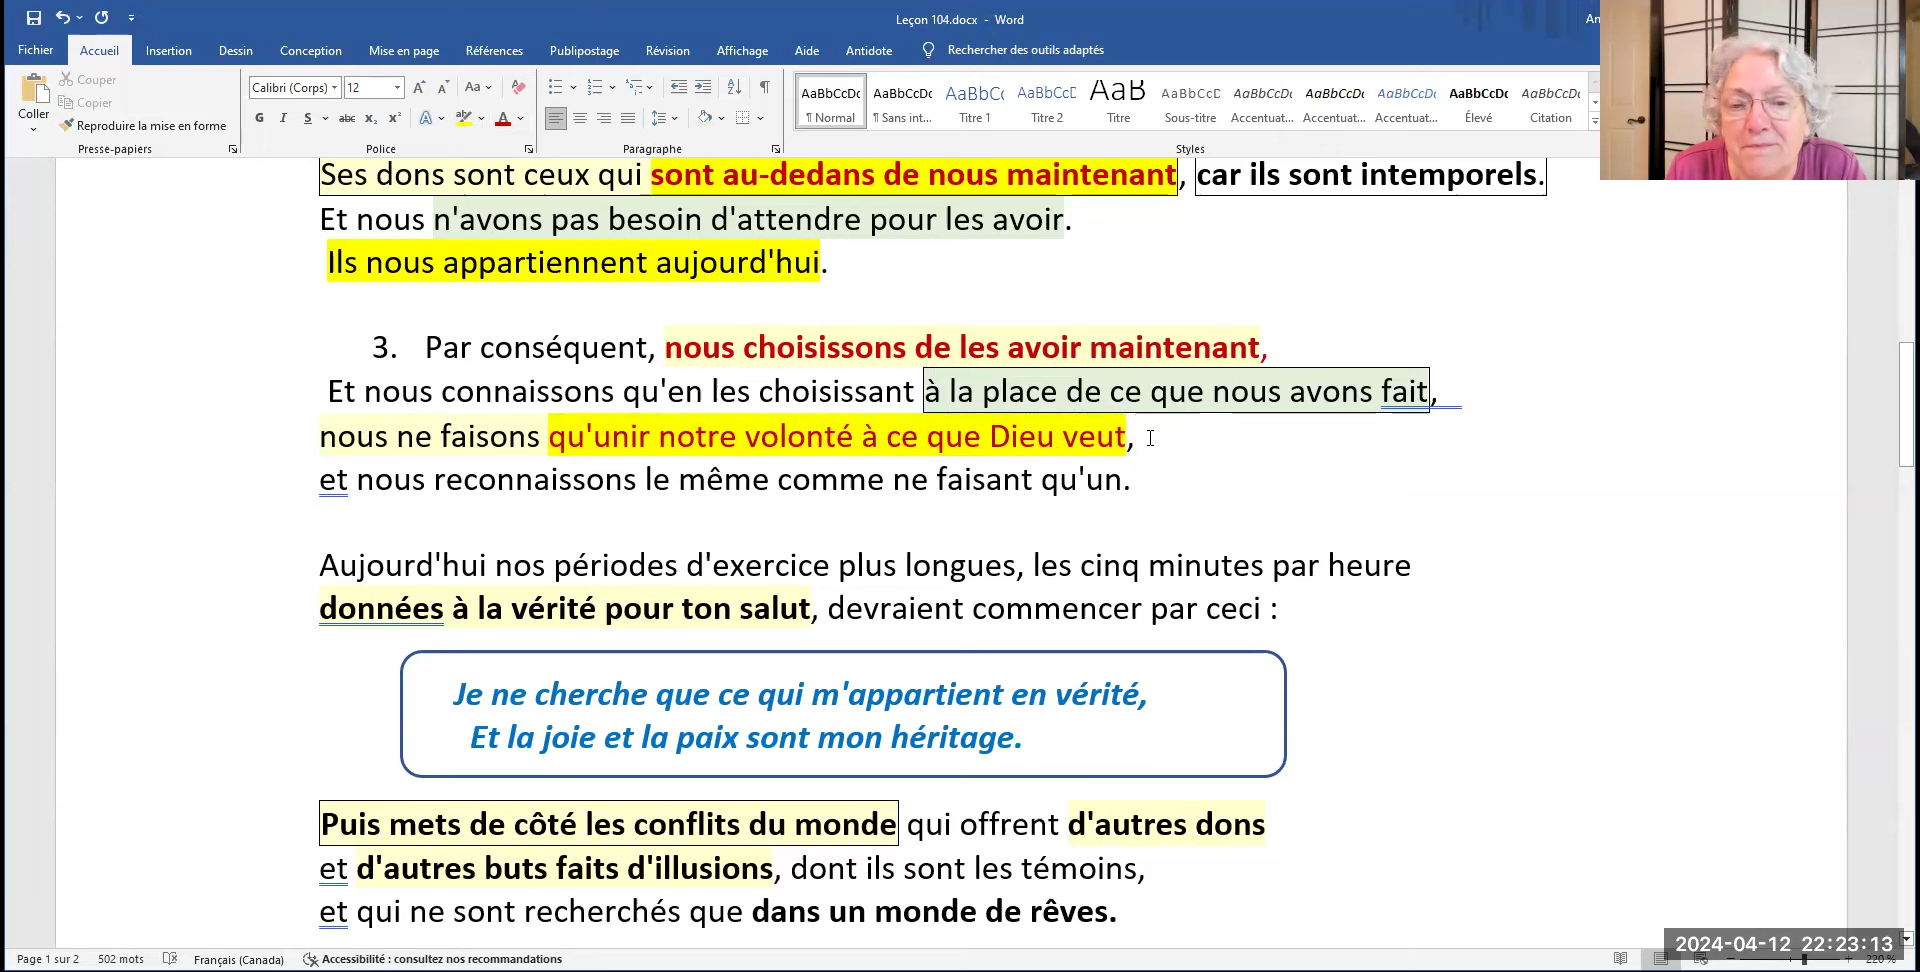 Leçon 104.docx - Word
An
Fichier Accueil Insertion Dessin Conception Mise en page Références Publipostage Révision Affichage Aide Antidote Rechercher des outils adaptés
Coller
Couper
Copier
Reproduire la mise en forme
Presse-papiers
Calibri (Corps) 12
Aa
G I S abc x₂ x² A A
Police
Paragraphe
AaBbCcDc AaBbCcDc AaBbCc AaBbCcD AaB AaBbCcD AaBbCcDc AaBbCcDc AaBbCcDc AaBbCcDc AaBbCcDc
¶ Normal ¶ Sans int... Titre 1 Titre 2 Titre Sous-titre Accentuat... Accentuat... Accentuat... Élevé Citation
Styles
Ses dons sont ceux qui sont au-dedans de nous maintenant, car ils sont intemporels.
Et nous n'avons pas besoin d'attendre pour les avoir.
Ils nous appartiennent aujourd'hui.
3. Par conséquent, nous choisissons de les avoir maintenant,
Et nous connaissons qu'en les choisissant à la place de ce que nous avons fait,
nous ne faisons qu'unir notre volonté à ce que Dieu veut,
et nous reconnaissons le même comme ne faisant qu'un.
Aujourd'hui nos périodes d'exercice plus longues, les cinq minutes par heure
données à la vérité pour ton salut, devraient commencer par ceci :
Je ne cherche que ce qui m'appartient en vérité,
Et la joie et la paix sont mon héritage.
Puis mets de côté les conflits du monde qui offrent d'autres dons
et d'autres buts faits d'illusions, dont ils sont les témoins,
et qui ne sont recherchés que dans un monde de rêves.
2024-04-12 22:23:13
Page 1 sur 2 502 mots Français (Canada) Accessibilité : consultez nos recommandations 220 %